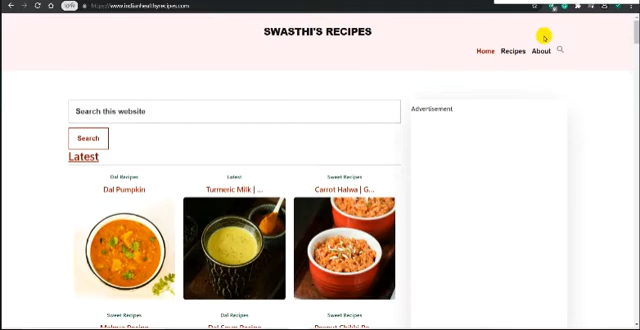 https://www.indianhealthyrecipes.com
SWASTHI'S RECIPES
Home Recipes About
Search this website
Advertisement
Search
Latest
Dal Recipes Latest Sweet Recipes
Dal Pumpkin Turmeric Milk | ... Carrot Halwa | G...
Sweet Recipes Dal Recipes Sweet Recipes